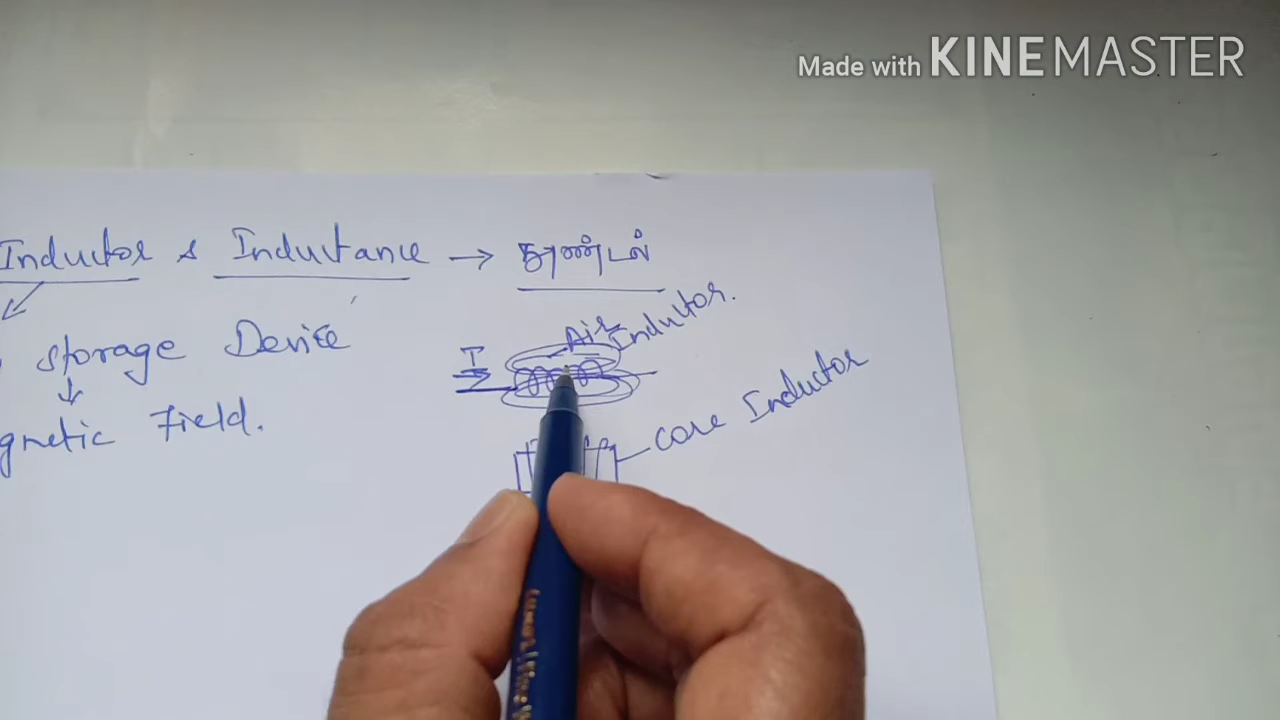 Made with KINEMASTER
Inductor & Inductance → தூண்டல்
storage Device
gnetic Field.
I
Air Inductor.
core Inductor